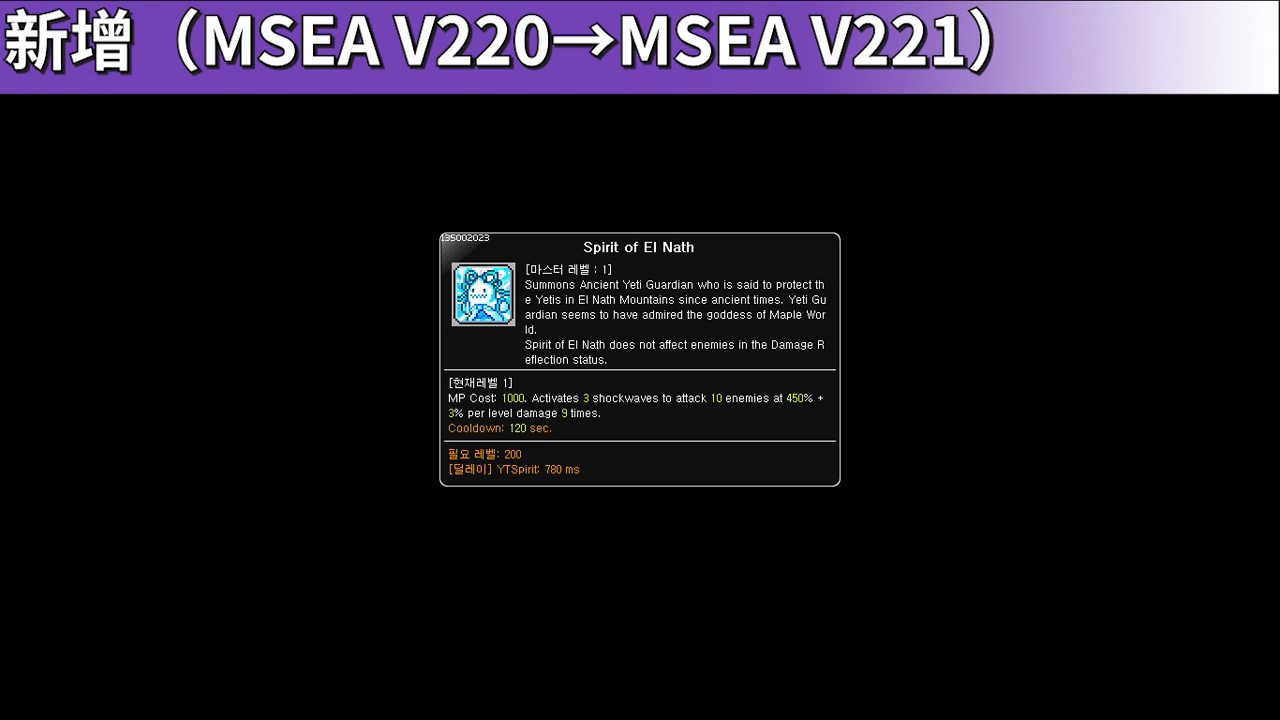 新增（MSEA V220→MSEA V221）
135002023
Spirit of El Nath
[마스터 레벨 : 1]
Summons Ancient Yeti Guardian who is said to protect th
e Yetis in El Nath Mountains since ancient times. Yeti Gu
ardian seems to have admired the goddess of Maple Wor
ld.
Spirit of El Nath does not affect enemies in the Damage R
eflection status.
[현재레벨 1]
MP Cost: 1000. Activates 3 shockwaves to attack 10 enemies at 450% +
3% per level damage 9 times.
Cooldown: 120 sec.
필요 레벨: 200
[딜레이] YTSpirit: 780 ms